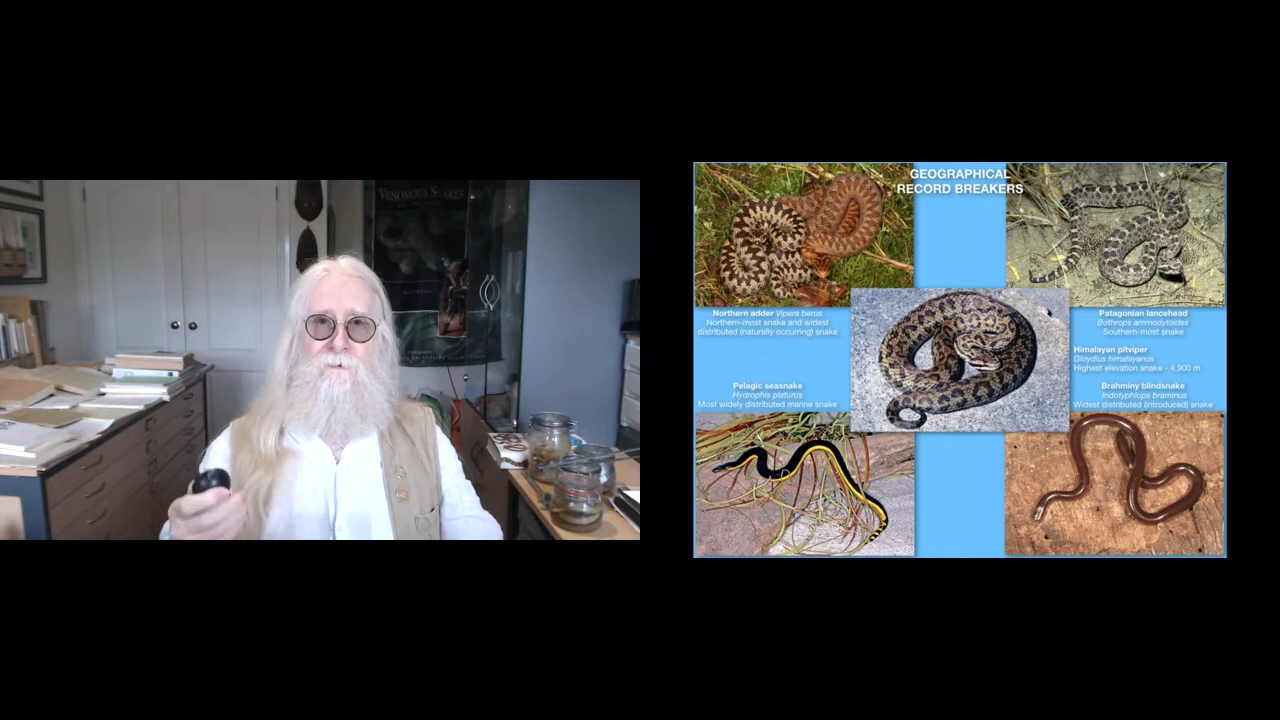 VENOMOUS SNAKES
GEOGRAPHICAL
RECORD BREAKERS
Northern adder Vipera berus
Northern-most snake and widest
distributed (naturally occurring) snake
Patagonian lancehead
Bothrops ammodytoides
Southern-most snake
Himalayan pitviper
Gloydius himalayanus
Highest elevation snake - 4,900 m
Pelagic seasnake
Hydrophis platurus
Most widely distributed marine snake
Brahminy blindsnake
Indotyphlops braminus
Widest distributed (introduced) snake